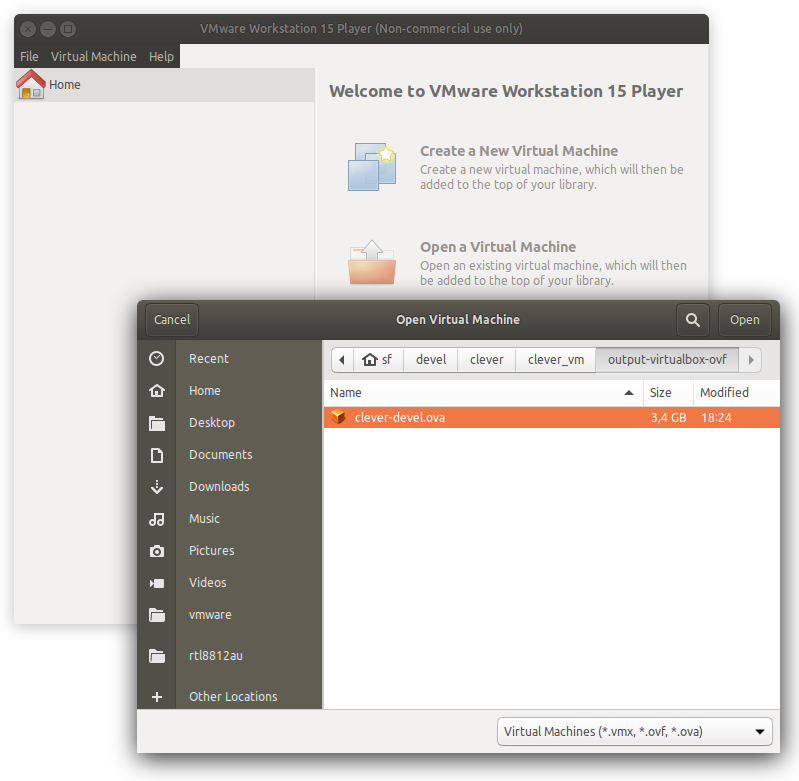 VMware Workstation 15 Player (Non-commercial use only)
File Virtual Machine Help
Home
Welcome to VMware Workstation 15 Player
Create a New Virtual Machine
Create a new virtual machine, which will then be
added to the top of your library.
Open a Virtual Machine
Open an existing virtual machine, which will then
be added to the top of your library.
Cancel Open Virtual Machine Open
Recent
Home
Desktop
Documents
Downloads
Music
Pictures
Videos
vmware
rtl8812au
Other Locations
sf devel clever clever_vm output-virtualbox-ovf
Name Size Modified
clever-devel.ova 3,4 GB 18:24
Virtual Machines (*.vmx, *.ovf, *.ova)